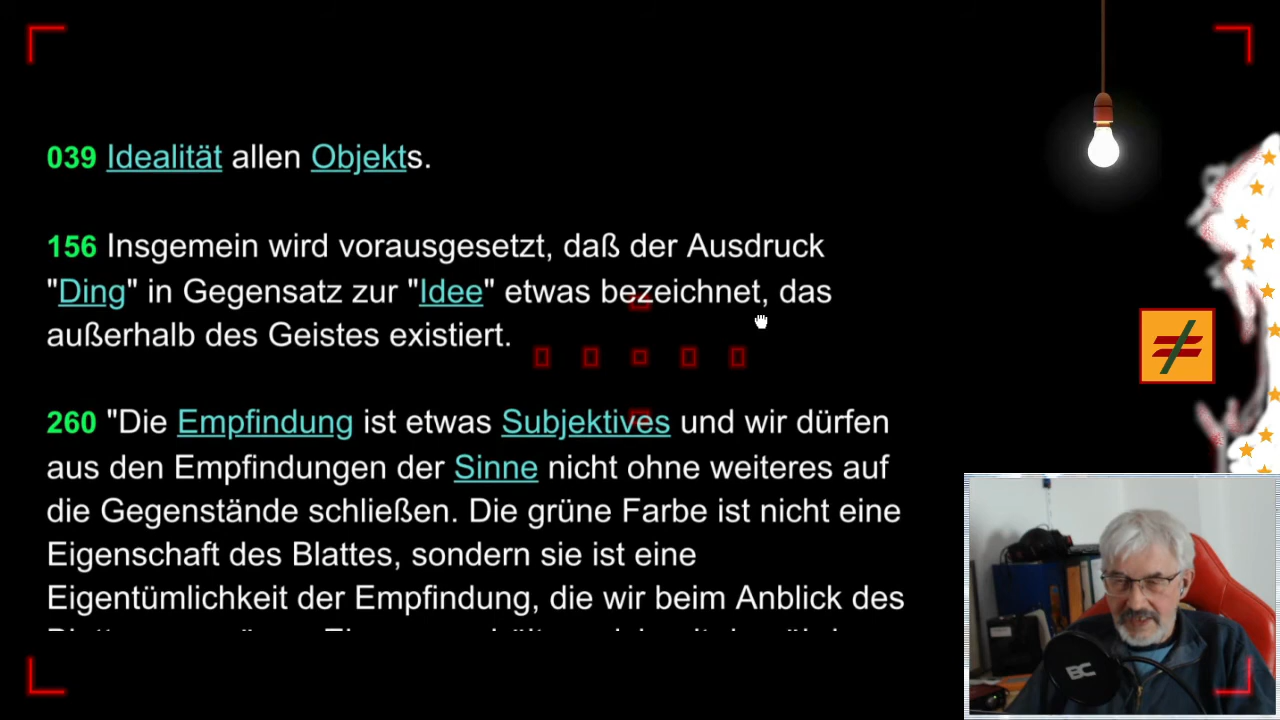 039 Idealität allen Objekts.
156 Insgemein wird vorausgesetzt, daß der Ausdruck
"Ding" in Gegensatz zur "Idee" etwas bezeichnet, das
außerhalb des Geistes existiert.
260 "Die Empfindung ist etwas Subjektives und wir dürfen
aus den Empfindungen der Sinne nicht ohne weiteres auf
die Gegenstände schließen. Die grüne Farbe ist nicht eine
Eigenschaft des Blattes, sondern sie ist eine
Eigentümlichkeit der Empfindung, die wir beim Anblick des
≠
BC